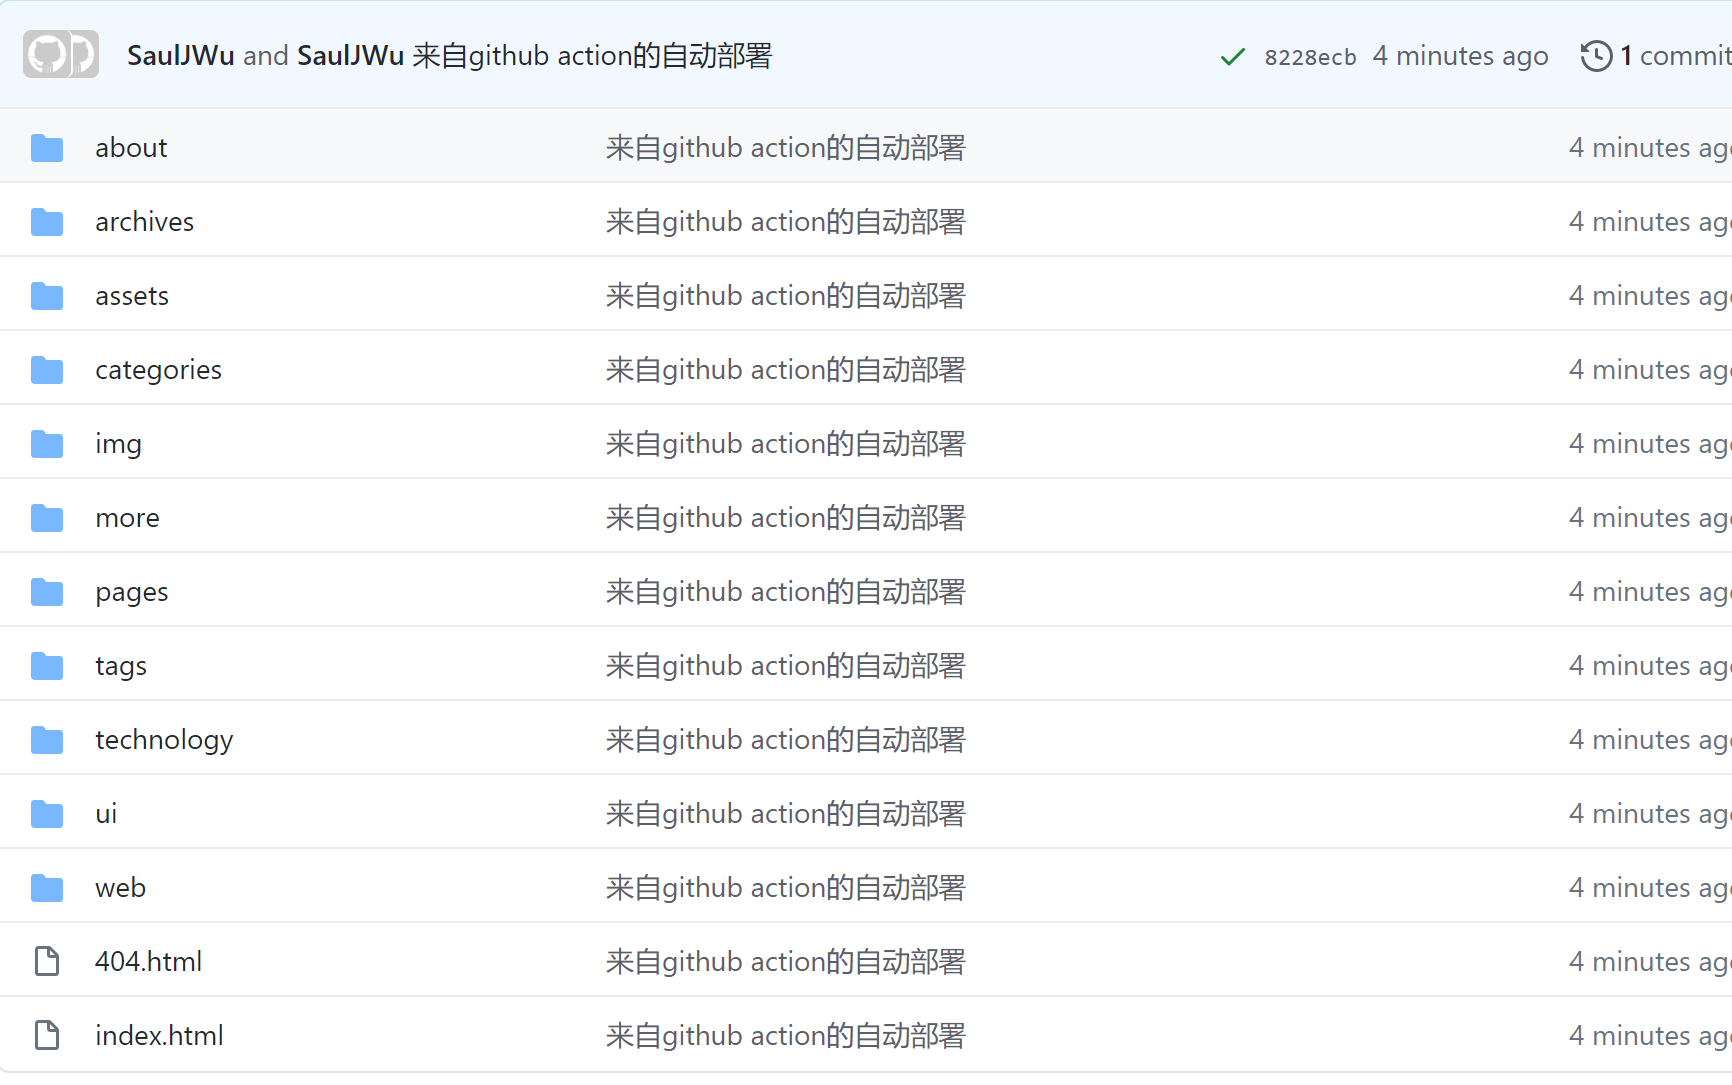 SaulJWu and SaulJWu 来自github action的自动部署 8228ecb 4 minutes ago 1 commit
about 来自github action的自动部署 4 minutes ago
archives 来自github action的自动部署 4 minutes ago
assets 来自github action的自动部署 4 minutes ago
categories 来自github action的自动部署 4 minutes ago
img 来自github action的自动部署 4 minutes ago
more 来自github action的自动部署 4 minutes ago
pages 来自github action的自动部署 4 minutes ago
tags 来自github action的自动部署 4 minutes ago
technology 来自github action的自动部署 4 minutes ago
ui 来自github action的自动部署 4 minutes ago
web 来自github action的自动部署 4 minutes ago
404.html 来自github action的自动部署 4 minutes ago
index.html 来自github action的自动部署 4 minutes ago